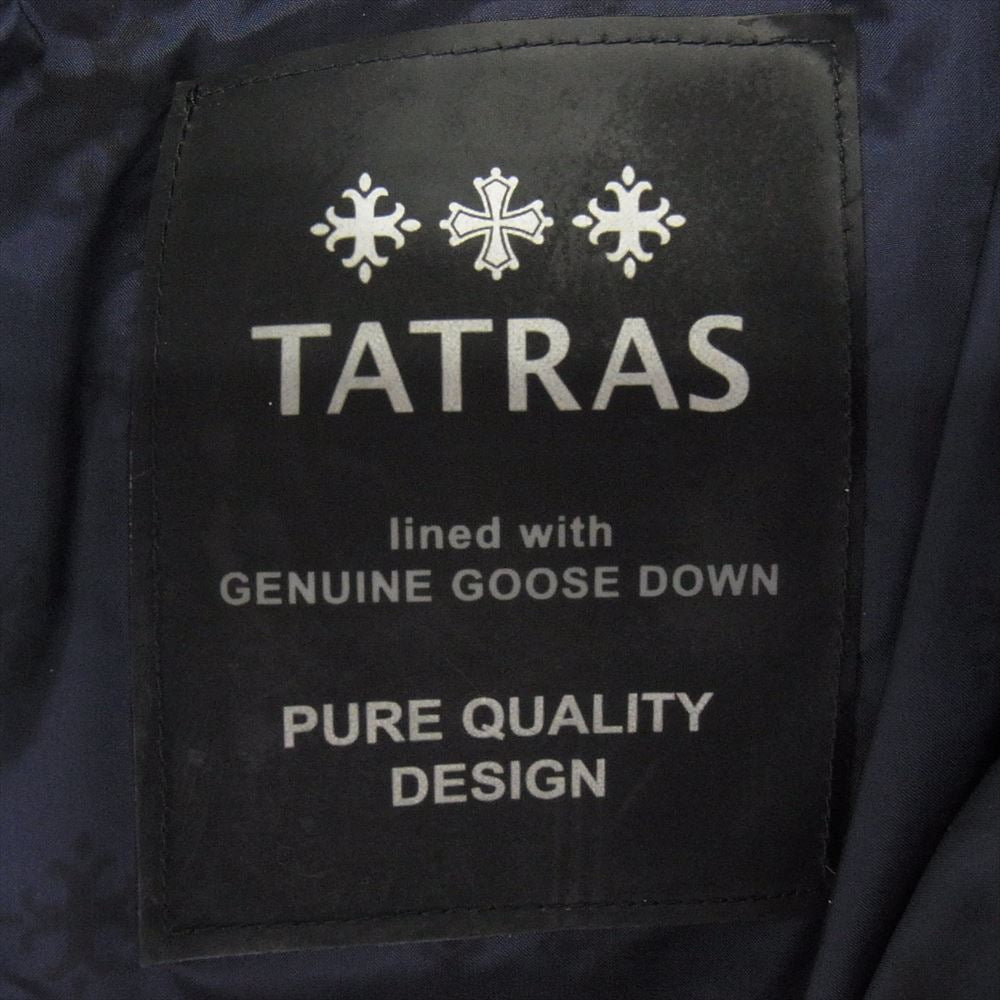 TATRAS
lined with
GENUINE GOOSE DOWN
PURE QUALITY
DESIGN